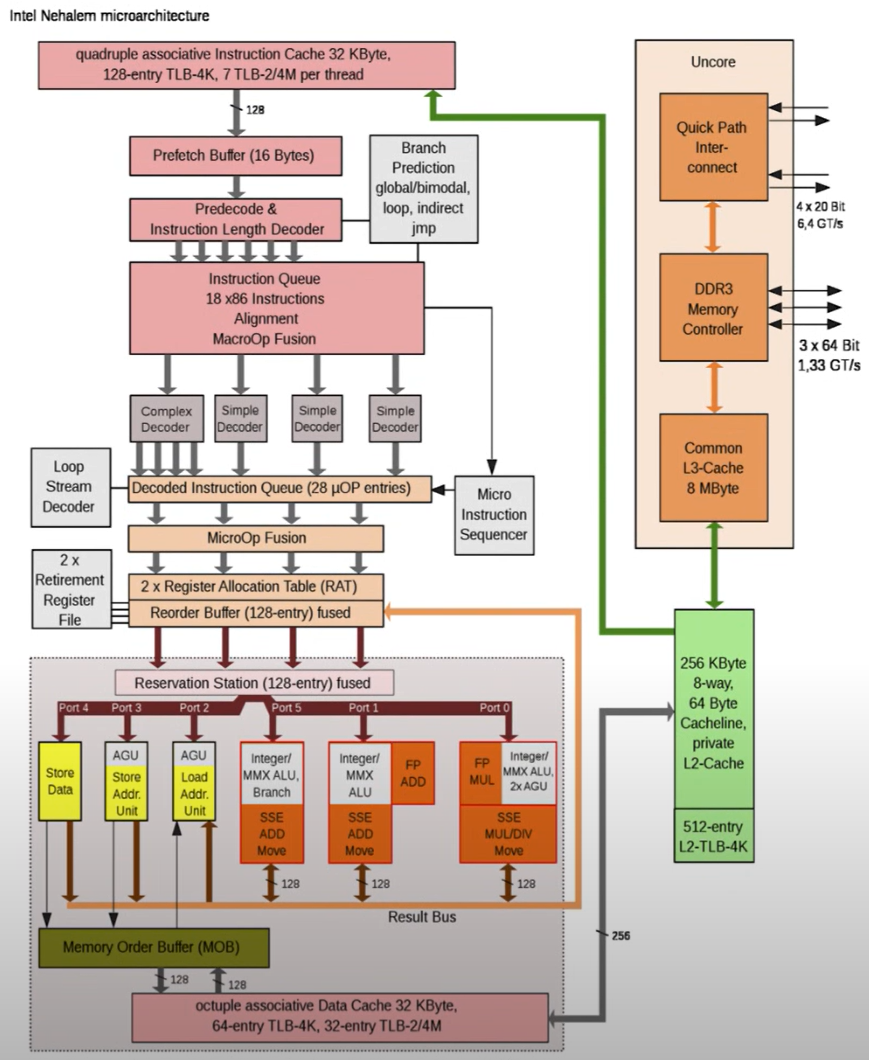 Intel Nehalem microarchitecture
quadruple associative Instruction Cache 32 KByte,
128-entry TLB-4K, 7 TLB-2/4M per thread
128
Prefetch Buffer (16 Bytes)
Branch
Prediction
global/bimodal,
loop, indirect
jmp
Predecode &
Instruction Length Decoder
Instruction Queue
18 x86 Instructions
Alignment
MacroOp Fusion
Complex
Decoder
Simple
Decoder
Simple
Decoder
Simple
Decoder
Loop
Stream
Decoder
Decoded Instruction Queue (28 µOP entries)
Micro
Instruction
Sequencer
MicroOp Fusion
2 x
Retirement
Register
File
2 x Register Allocation Table (RAT)
Reorder Buffer (128-entry) fused
Reservation Station (128-entry) fused
Port 4
Port 3
Port 2
Port 5
Port 1
Port 0
Store
Data
AGU
Store
Addr.
Unit
AGU
Load
Addr.
Unit
Integer/
MMX ALU,
Branch
SSE
ADD
Move
Integer/
MMX
ALU
FP
ADD
SSE
ADD
Move
FP
MUL
Integer/
MMX ALU,
2x AGU
SSE
MUL/DIV
Move
128
128
128
Result Bus
Memory Order Buffer (MOB)
128
128
octuple associative Data Cache 32 KByte,
64-entry TLB-4K, 32-entry TLB-2/4M
256
Uncore
Quick Path
Inter-
connect
4 x 20 Bit
6,4 GT/s
DDR3
Memory
Controller
3 x 64 Bit
1,33 GT/s
Common
L3-Cache
8 MByte
256 KByte
8-way,
64 Byte
Cacheline,
private
L2-Cache
512-entry
L2-TLB-4K